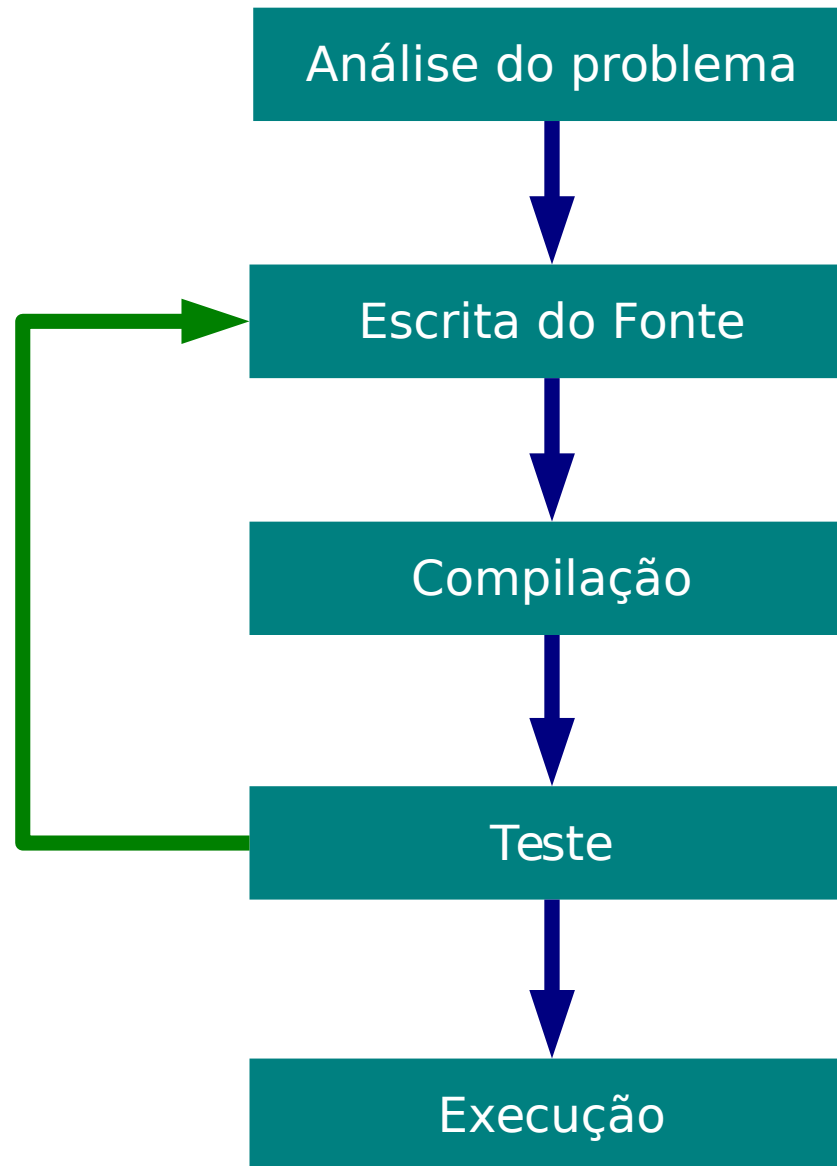 Análise do problema
Escrita do Fonte
Compilação
Teste
Execução